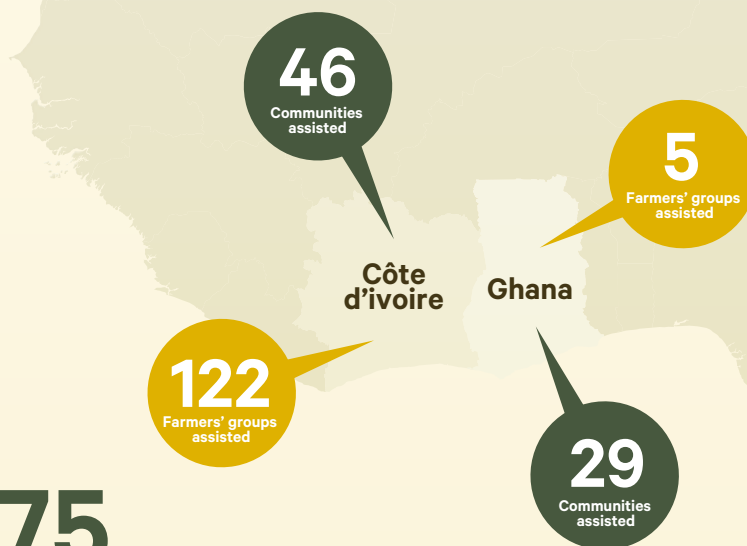 46
Communities
assisted
5
Farmers' groups
assisted
Côte
d'ivoire
Ghana
122
Farmers' groups
assisted
29
Communities
assisted
75